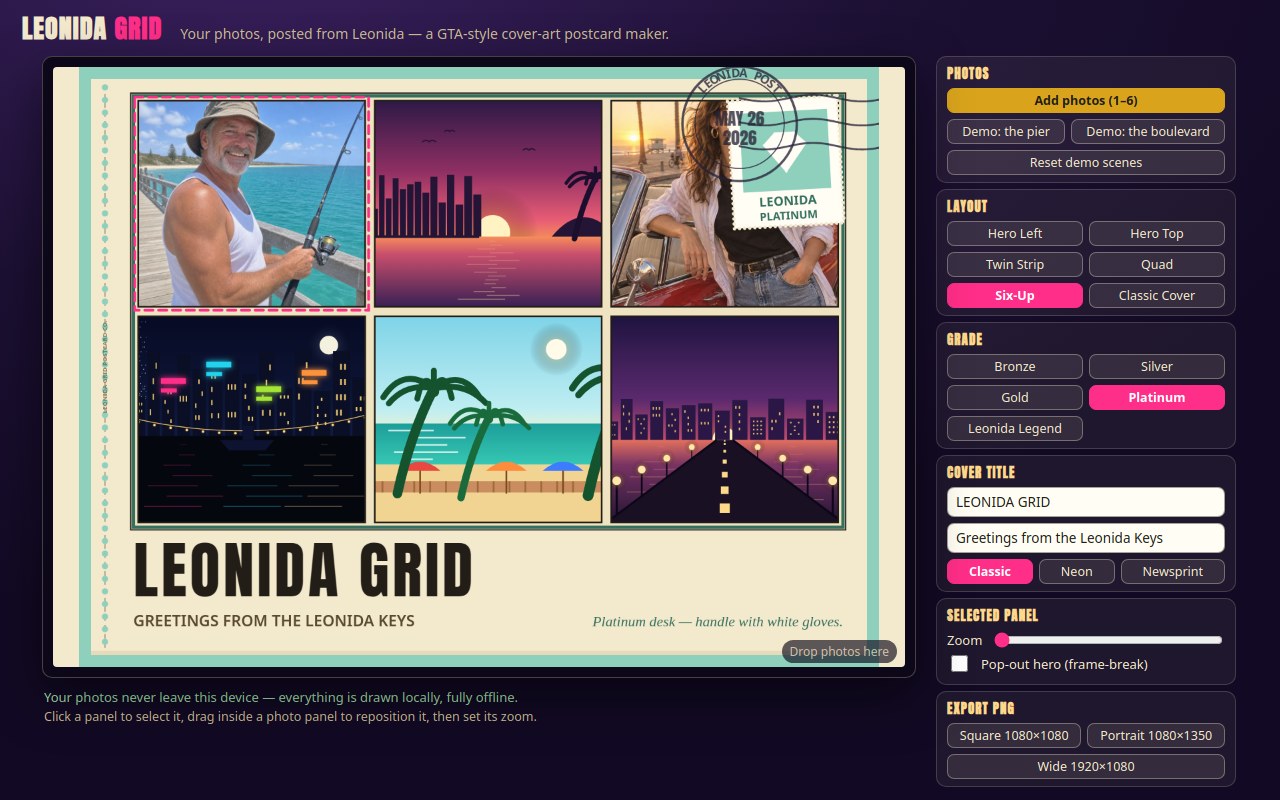 LEONIDA GRID
Your photos, posted from Leonida — a GTA-style cover-art postcard maker.
LEONIDA POST
MAY 26
2026
LEONIDA
PLATINUM
LEONIDA GRID
GREETINGS FROM THE LEONIDA KEYS
Platinum desk — handle with white gloves.
Drop photos here
Your photos never leave this device — everything is drawn locally, fully offline.
Click a panel to select it, drag inside a photo panel to reposition it, then set its zoom.
PHOTOS
Add photos (1–6)
Demo: the pier
Demo: the boulevard
Reset demo scenes
LAYOUT
Hero Left
Hero Top
Twin Strip
Quad
Six-Up
Classic Cover
GRADE
Bronze
Silver
Gold
Platinum
Leonida Legend
COVER TITLE
LEONIDA GRID
Greetings from the Leonida Keys
Classic
Neon
Newsprint
SELECTED PANEL
Zoom
Pop-out hero (frame-break)
EXPORT PNG
Square 1080×1080
Portrait 1080×1350
Wide 1920×1080